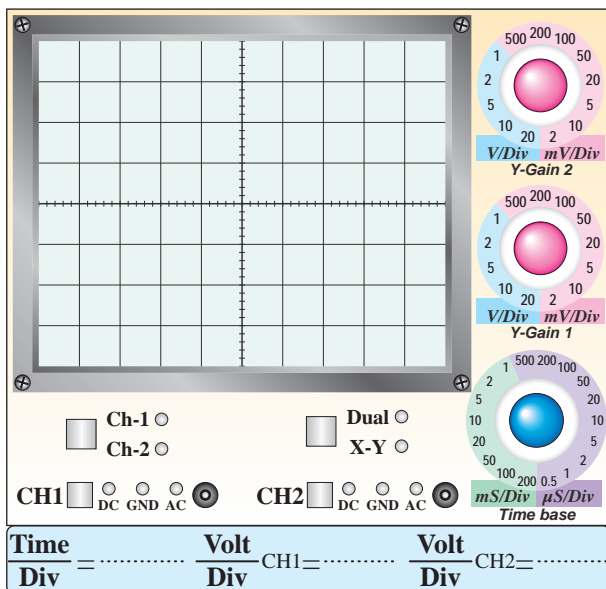 500 200 100
1 50
2 20
5 5
10 10
20 2
V/Div mV/Div
Y-Gain 2
500 200 100
1 50
2 20
5 5
10 10
20 2
V/Div mV/Div
Y-Gain 1
1 500 200 100
2 50
5 20
10 10
20 5
50 2
100 1
200 0.5
mS/Div µS/Div
Time base
Ch-1
Ch-2
Dual
X-Y
CH1 DC GND AC
CH2 DC GND AC
Time/Div = ............ Volt/Div CH1= .......... Volt/Div CH2= ..........